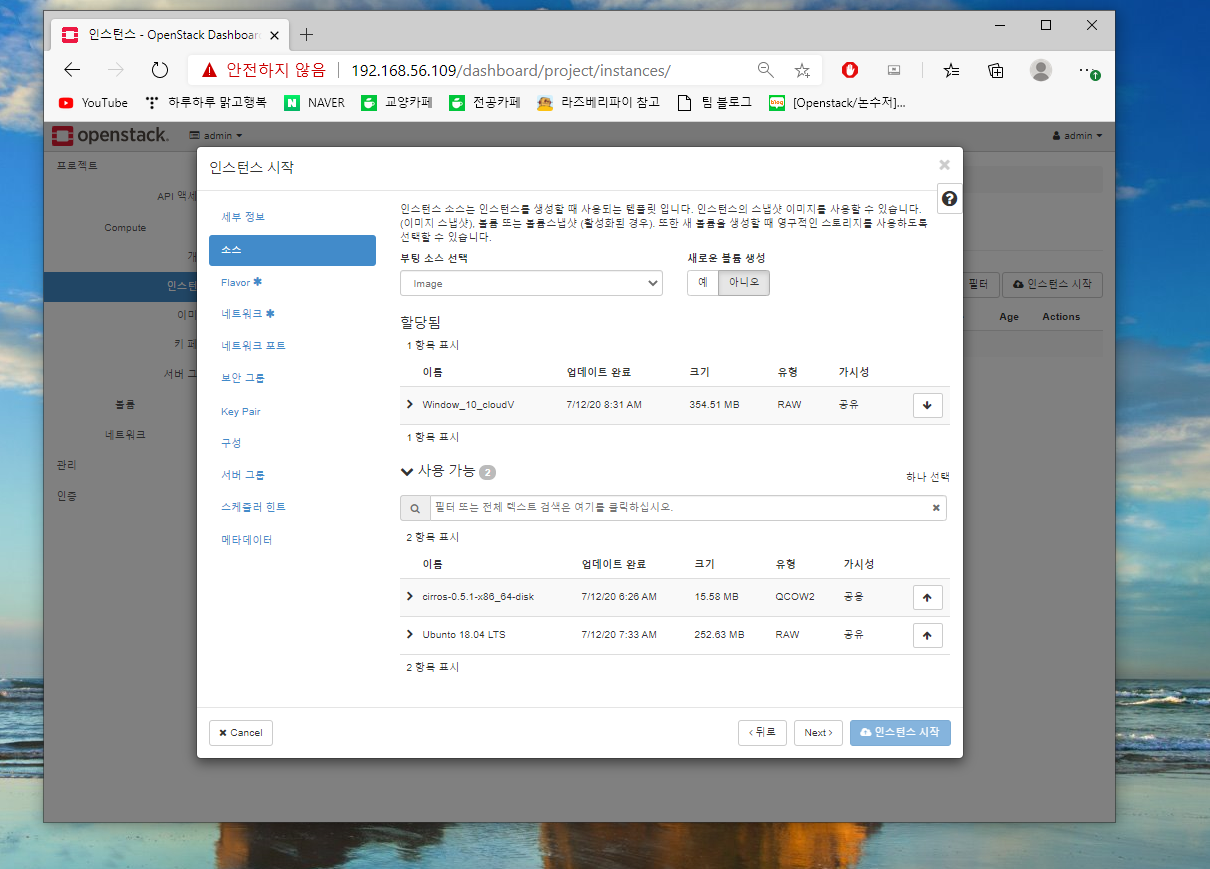 인스턴스 - OpenStack Dashboar
안전하지 않음 192.168.56.109/dashboard/project/instances/
YouTube 하루하루 맑고행복 NAVER 교양카페 전공카페 라즈베리파이 참고 팀 블로그 [Openstack/논수저]...
openstack. admin admin
프로젝트
API 액세
Compute
개
인스턴
이미
키 페
서버 그
볼륨
네트워크
관리
인증
필터 인스턴스 시작
Age Actions
인스턴스 시작
세부 정보
소스
Flavor *
네트워크 *
네트워크 포트
보안 그룹
Key Pair
구성
서버 그룹
스케줄러 힌트
메타데이터
인스턴스 소스는 인스턴스를 생성할 때 사용되는 템플릿 입니다. 인스턴스의 스냅샷 이미지를 사용할 수 있습니다.
(이미지 스냅샷), 볼륨 또는 볼륨스냅샷 (활성화된 경우). 또한 새 볼륨을 생성할 때 영구적인 스토리지를 사용하도록
선택할 수 있습니다.
부팅 소스 선택 새로운 볼륨 생성
Image 예 아니오
할당됨
1 항목 표시
이름 업데이트 완료 크기 유형 가시성
Window_10_cloudV 7/12/20 8:31 AM 354.51 MB RAW 공유
1 항목 표시
사용 가능 2 하나 선택
필터 또는 전체 텍스트 검색은 여기를 클릭하십시오.
2 항목 표시
이름 업데이트 완료 크기 유형 가시성
cirros-0.5.1-x86_64-disk 7/12/20 6:26 AM 15.58 MB QCOW2 공용
Ubunto 18.04 LTS 7/12/20 7:33 AM 252.63 MB RAW 공유
2 항목 표시
Cancel ‹ 뒤로 Next › 인스턴스 시작